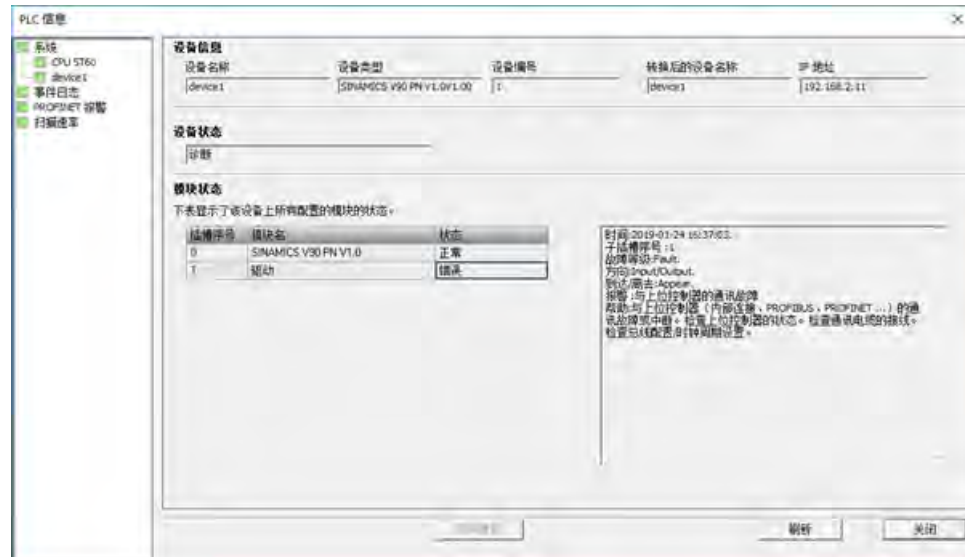 PLC 信息
系统
CPU ST60
device1
事件日志
PROFINET 报警
扫描速率
设备信息
设备名称 设备类型 设备编号 转换后的设备名称 IP 地址
device1 SINAMICS V90 PN V1.0V1.00 1 device1 192.168.2.11
设备状态
诊断
模块状态
下表显示了该设备上所有配置的模块的状态。
插槽序号 模块名 状态
0 SINAMICS V90 PN V1.0 正常
1 驱动 错误
时间:2019-01-24 16:37:02.
子插槽序号:1
故障等级:Fault.
方向:Input/Output.
到达/离去:Appear.
报警:与上位控制器的通讯故障
帮助:与上位控制器（内部连接、PROFIBUS、PROFINET ...）的通
讯故障或中断。检查上位控制器的状态。检查通讯电缆的接线。
检查总线配置/时钟周期设置。
刷新 关闭